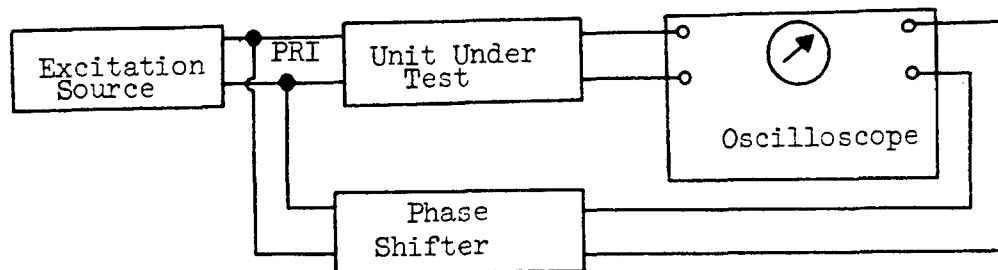 Excitation
Source
PRI
Unit Under
Test
Oscilloscope
Phase
Shifter